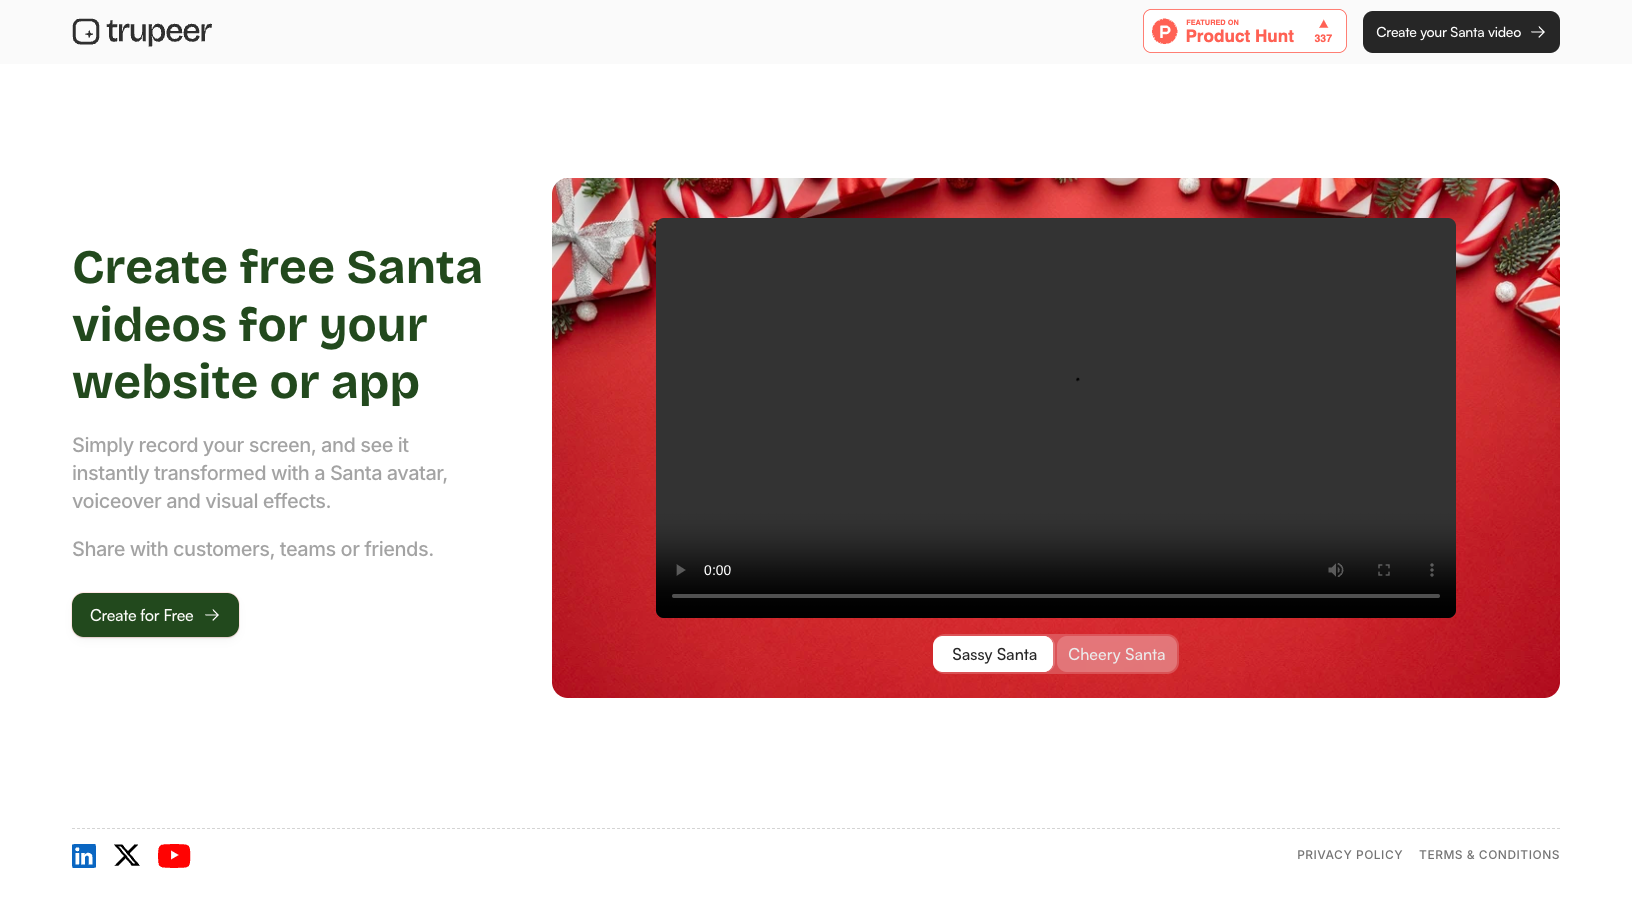 trupeer
FEATURED ON
Product Hunt
337
Create your Santa video
Create free Santa
videos for your
website or app
Simply record your screen, and see it
instantly transformed with a Santa avatar,
voiceover and visual effects.
Share with customers, teams or friends.
Create for Free
0:00
Sassy Santa
Cheery Santa
PRIVACY POLICY
TERMS & CONDITIONS